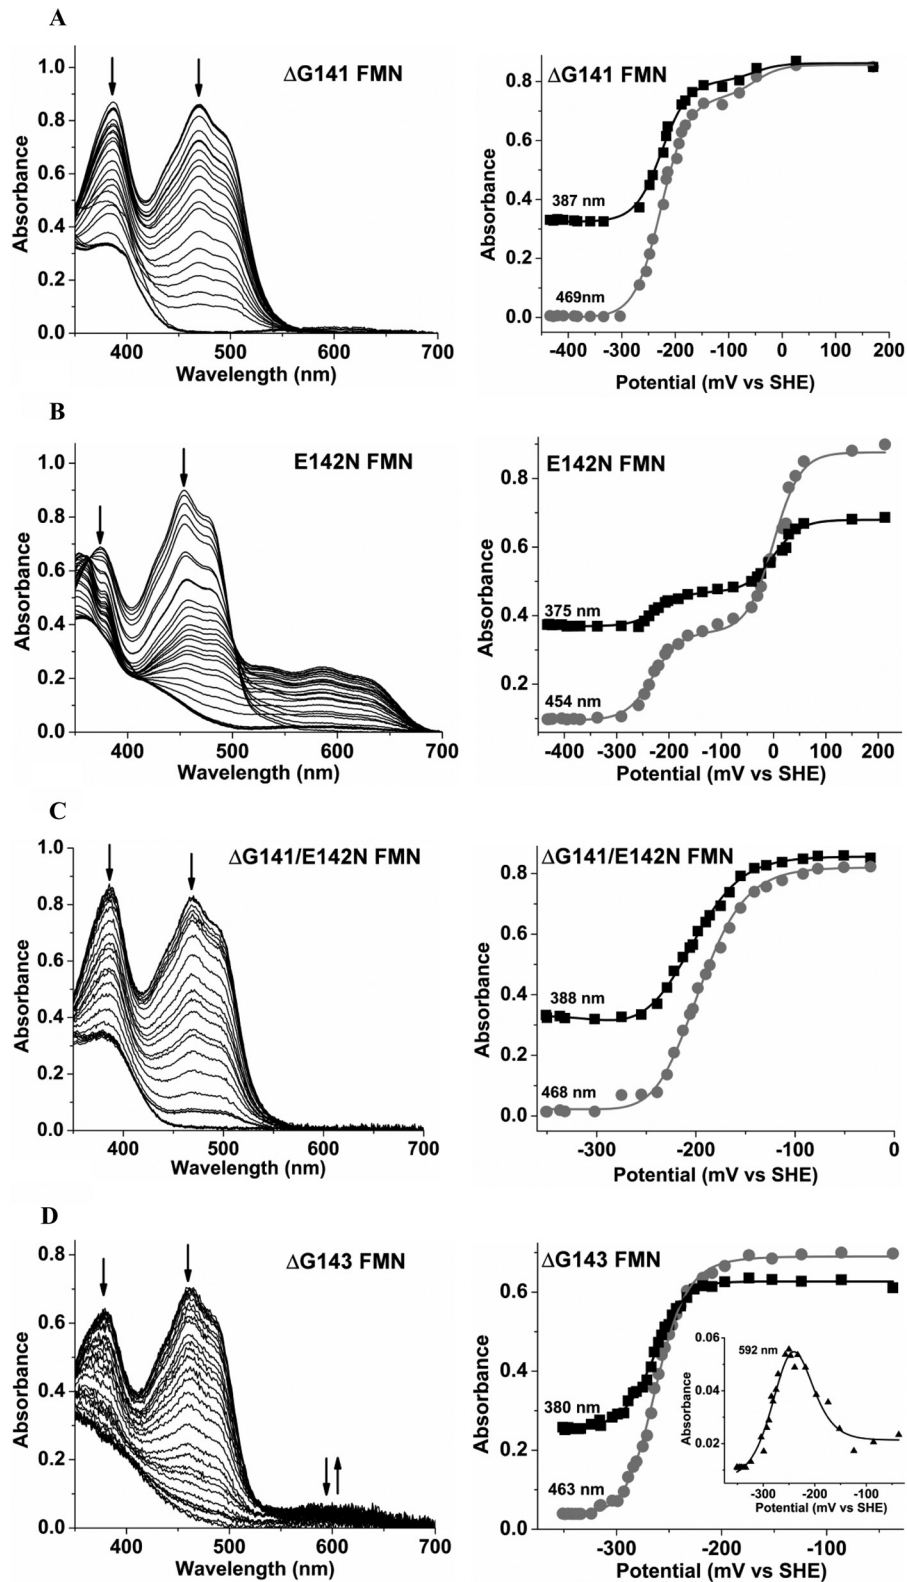 A
ΔG141 FMN
Absorbance
1.0
0.8
0.6
0.4
0.2
0.0
400
500
600
700
Wavelength (nm)
ΔG141 FMN
Absorbance
0.8
0.6
0.4
0.2
0.0
387 nm
469nm
-400
-300
-200
-100
0
100
200
Potential (mV vs SHE)
B
E142N FMN
Absorbance
1.0
0.8
0.6
0.4
0.2
0.0
400
500
600
700
Wavelength (nm)
E142N FMN
Absorbance
0.8
0.6
0.4
0.2
375 nm
454 nm
-400
-300
-200
-100
0
100
200
Potential (mV vs SHE)
C
ΔG141/E142N FMN
Absorbance
1.0
0.8
0.6
0.4
0.2
0.0
400
500
600
700
Wavelength (nm)
ΔG141/E142N FMN
Absorbance
0.8
0.6
0.4
0.2
0.0
388 nm
468 nm
-300
-200
-100
0
Potential (mV vs SHE)
D
ΔG143 FMN
Absorbance
0.8
0.6
0.4
0.2
0.0
400
500
600
700
Wavelength (nm)
ΔG143 FMN
Absorbance
0.6
0.4
0.2
0.0
380 nm
463 nm
-300
-200
-100
Potential (mV vs SHE)
592 nm
Absorbance
0.06
0.04
0.02
-300
-200
-100
Potential (mV vs SHE)